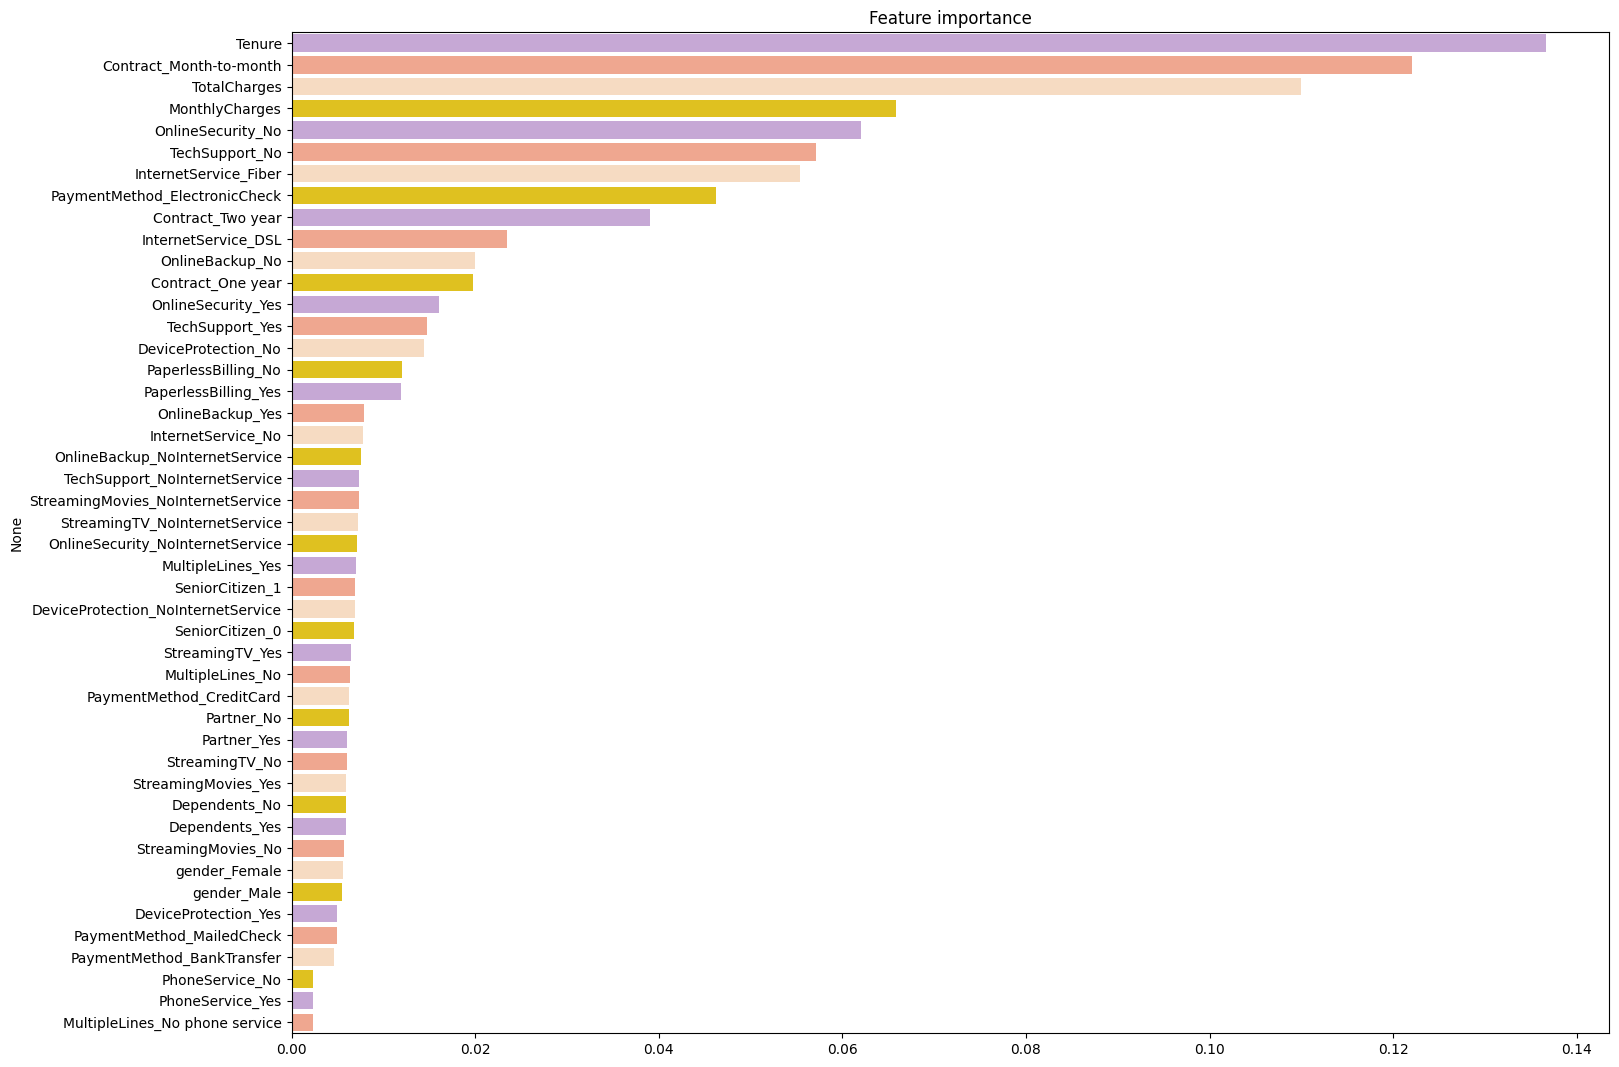 Feature importance
Tenure
Contract_Month-to-month
TotalCharges
MonthlyCharges
OnlineSecurity_No
TechSupport_No
InternetService_Fiber
PaymentMethod_ElectronicCheck
Contract_Two year
InternetService_DSL
OnlineBackup_No
Contract_One year
OnlineSecurity_Yes
TechSupport_Yes
DeviceProtection_No
PaperlessBilling_No
PaperlessBilling_Yes
OnlineBackup_Yes
InternetService_No
OnlineBackup_NoInternetService
TechSupport_NoInternetService
StreamingMovies_NoInternetService
StreamingTV_NoInternetService
None
OnlineSecurity_NoInternetService
MultipleLines_Yes
SeniorCitizen_1
DeviceProtection_NoInternetService
SeniorCitizen_0
StreamingTV_Yes
MultipleLines_No
PaymentMethod_CreditCard
Partner_No
Partner_Yes
StreamingTV_No
StreamingMovies_Yes
Dependents_No
Dependents_Yes
StreamingMovies_No
gender_Female
gender_Male
DeviceProtection_Yes
PaymentMethod_MailedCheck
PaymentMethod_BankTransfer
PhoneService_No
PhoneService_Yes
MultipleLines_No phone service
0.00 0.02 0.04 0.06 0.08 0.10 0.12 0.14